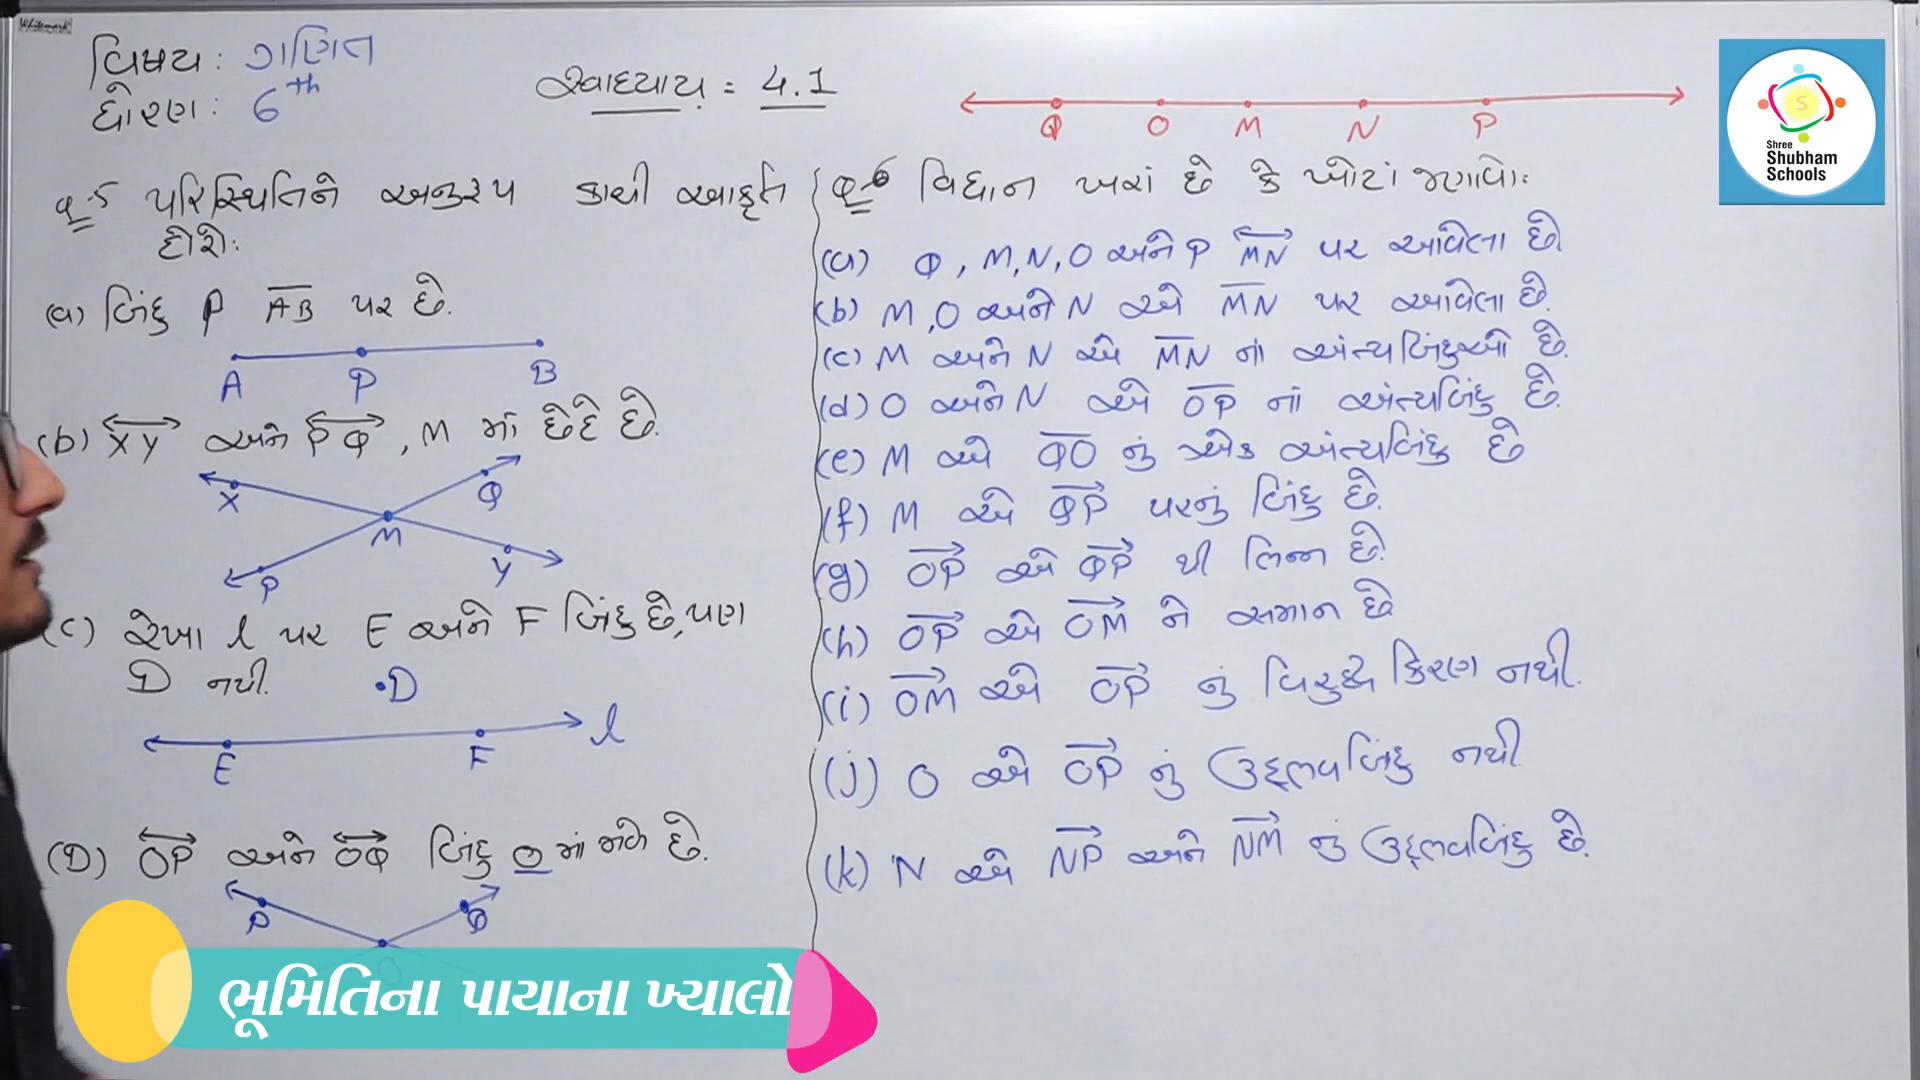 Whitemark
વિષય : ગણિત
ધોરણ : 6th
સ્વાધ્યાય = 4.1
Q O M N P
Shree
Shubham
Schools
Q-5 પરિસ્થિતિને અનુરૂપ કાચી આકૃતિ
દોરો:
(a) બિંદુ P AB પર છે.
A P B
(b) XY અને PQ , M માં છેદે છે.
X Q
M
P Y
(c) રેખા l પર E અને F બિંદુ છે, પણ
D નથી.
D
l
E F
(D) OP અને OQ બિંદુ O માં મળે છે.
P Q
O
Q-6 વિધાન ખરાં છે કે ખોટાં જણાવો:
(a) Q, M, N, O અને P MN પર આવેલા છે.
(b) M, O અને N એ MN પર આવેલા છે.
(c) M અને N એ MN નાં અંત્યબિંદુઓ છે.
(d) O અને N એ OP નાં અંત્યબિંદુ છે.
(e) M એ QO નું એક અંત્યબિંદુ છે
(f) M એ QP પરનું બિંદુ છે.
(g) OP એ QP થી ભિન્ન છે.
(h) OP એ OM ને સમાન છે
(i) OM એ OP નું વિરુદ્ધ કિરણ નથી.
(j) O એ OP નું ઉદ્દભવબિંદુ નથી
(k) N એ NP અને NM નું ઉદ્દભવબિંદુ છે.
ભૂમિતિના પાયાના ખ્યાલો